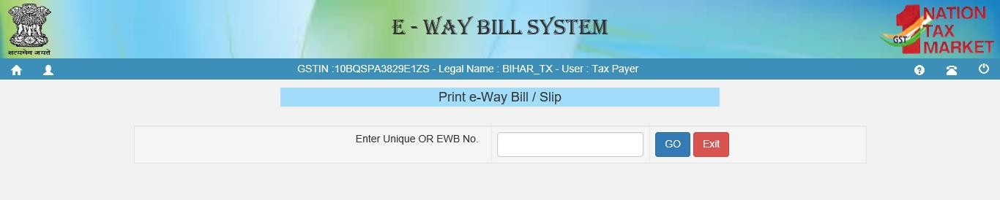 सत्यमेव जयते
E - WAY BILL SYSTEM
GST
1 NATION
TAX
MARKET
GSTIN :10BQSPA3829E1ZS - Legal Name : BIHAR_TX - User : Tax Payer
Print e-Way Bill / Slip
Enter Unique OR EWB No.
GO
Exit